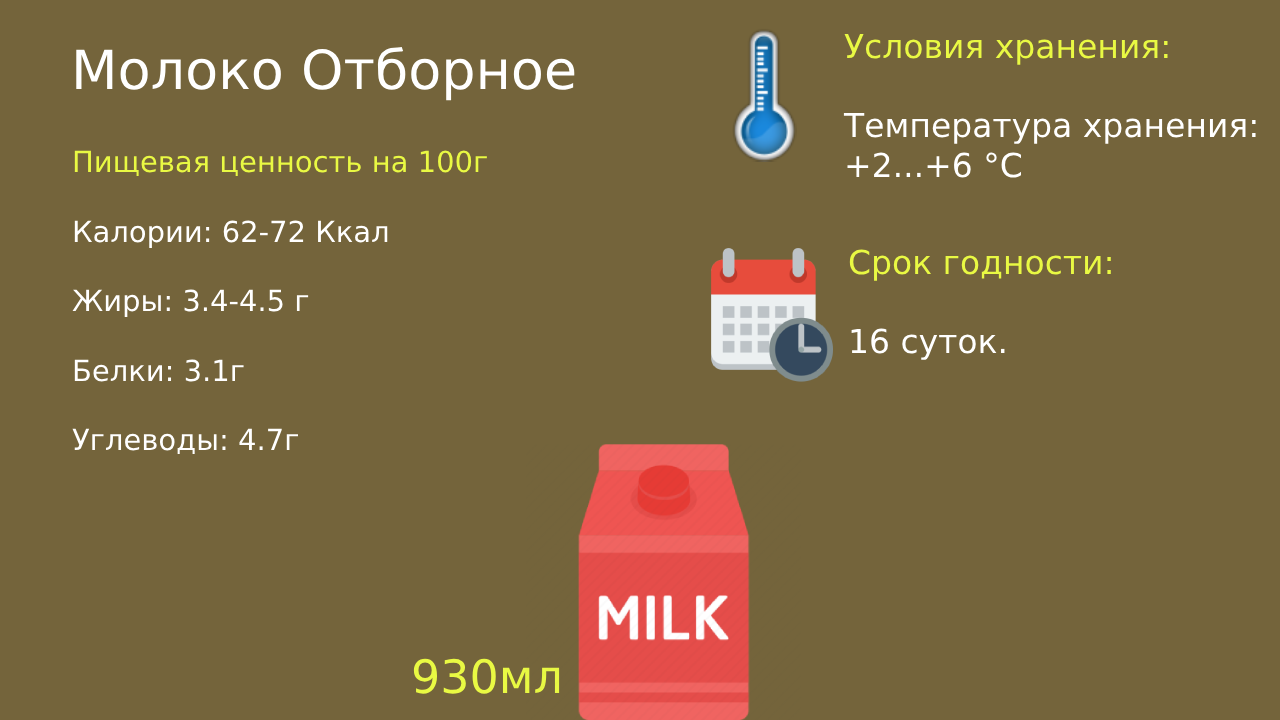 Молоко Отборное
Пищевая ценность на 100г
Калории: 62-72 Ккал
Жиры: 3.4-4.5 г
Белки: 3.1г
Углеводы: 4.7г
Условия хранения:
Температура хранения:
+2...+6 °С
Срок годности:
16 суток.
MILK
930мл